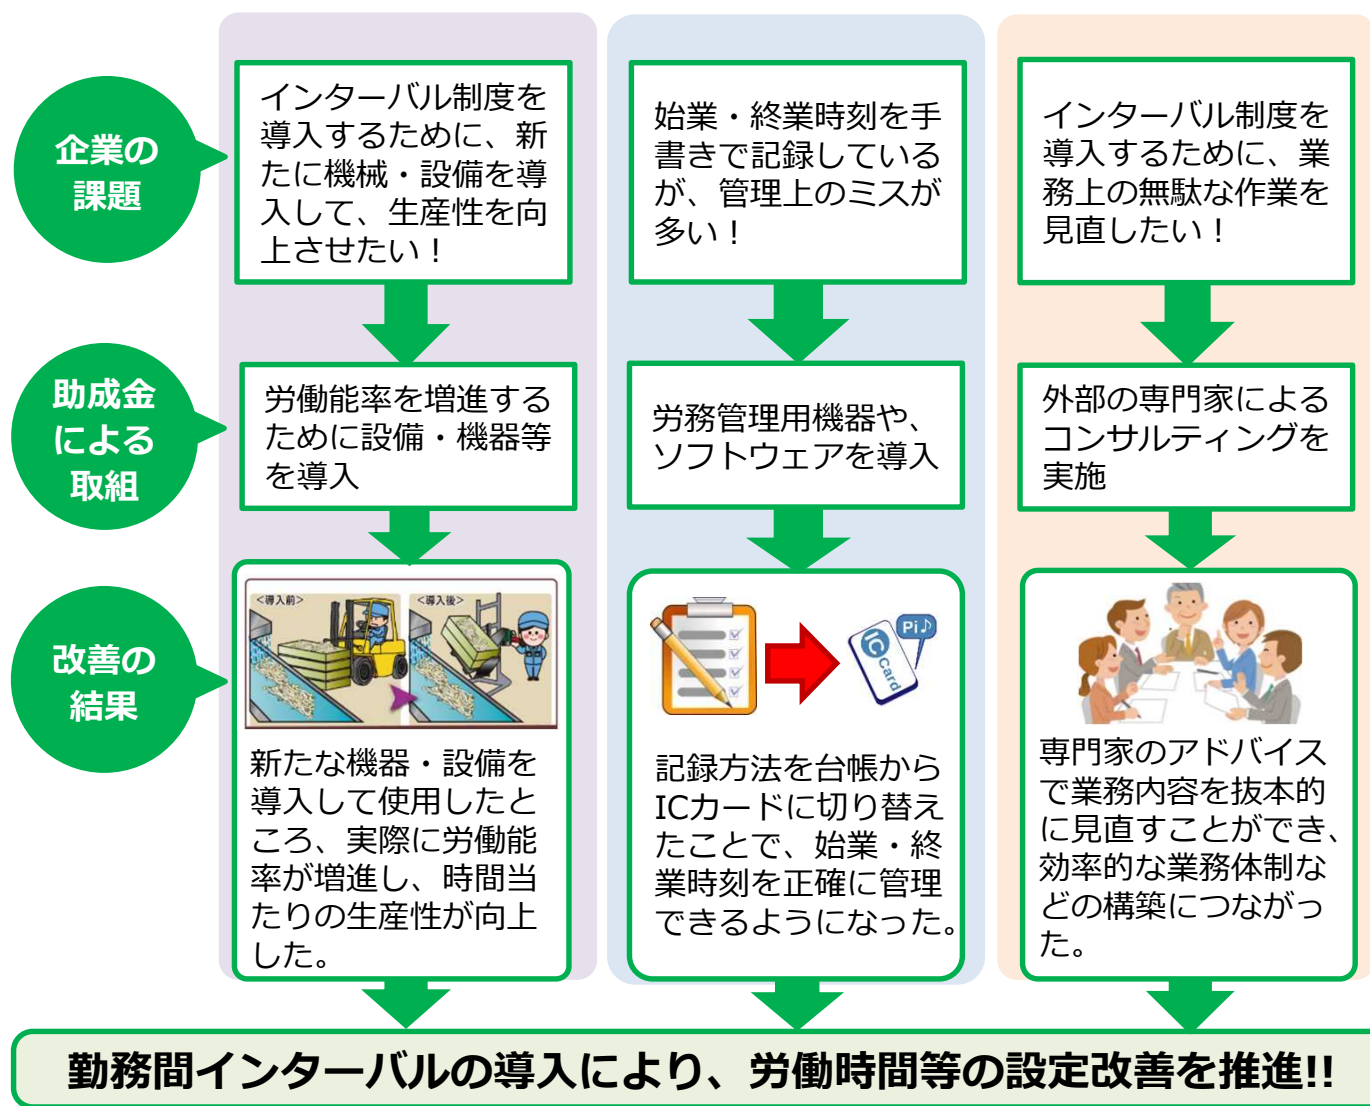 企業の
課題
インターバル制度を
導入するために、新
たに機械・設備を導
入して、生産性を向
上させたい！
始業・終業時刻を手
書きで記録している
が、管理上のミスが
多い！
インターバル制度を
導入するために、業
務上の無駄な作業を
見直したい！
助成金
による
取組
労働能率を増進する
ために設備・機器等
を導入
労務管理用機器や、
ソフトウェアを導入
外部の専門家による
コンサルティングを
実施
改善の
結果
<導入前>
<導入後>
新たな機器・設備を
導入して使用したと
ころ、実際に労働能
率が増進し、時間当
たりの生産性が向上
した。
IC Card
Pi♪
記録方法を台帳から
ICカードに切り替え
たことで、始業・終
業時刻を正確に管理
できるようになった。
専門家のアドバイス
で業務内容を抜本的
に見直すことができ、
効率的な業務体制な
どの構築につながっ
た。
勤務間インターバルの導入により、労働時間等の設定改善を推進!!